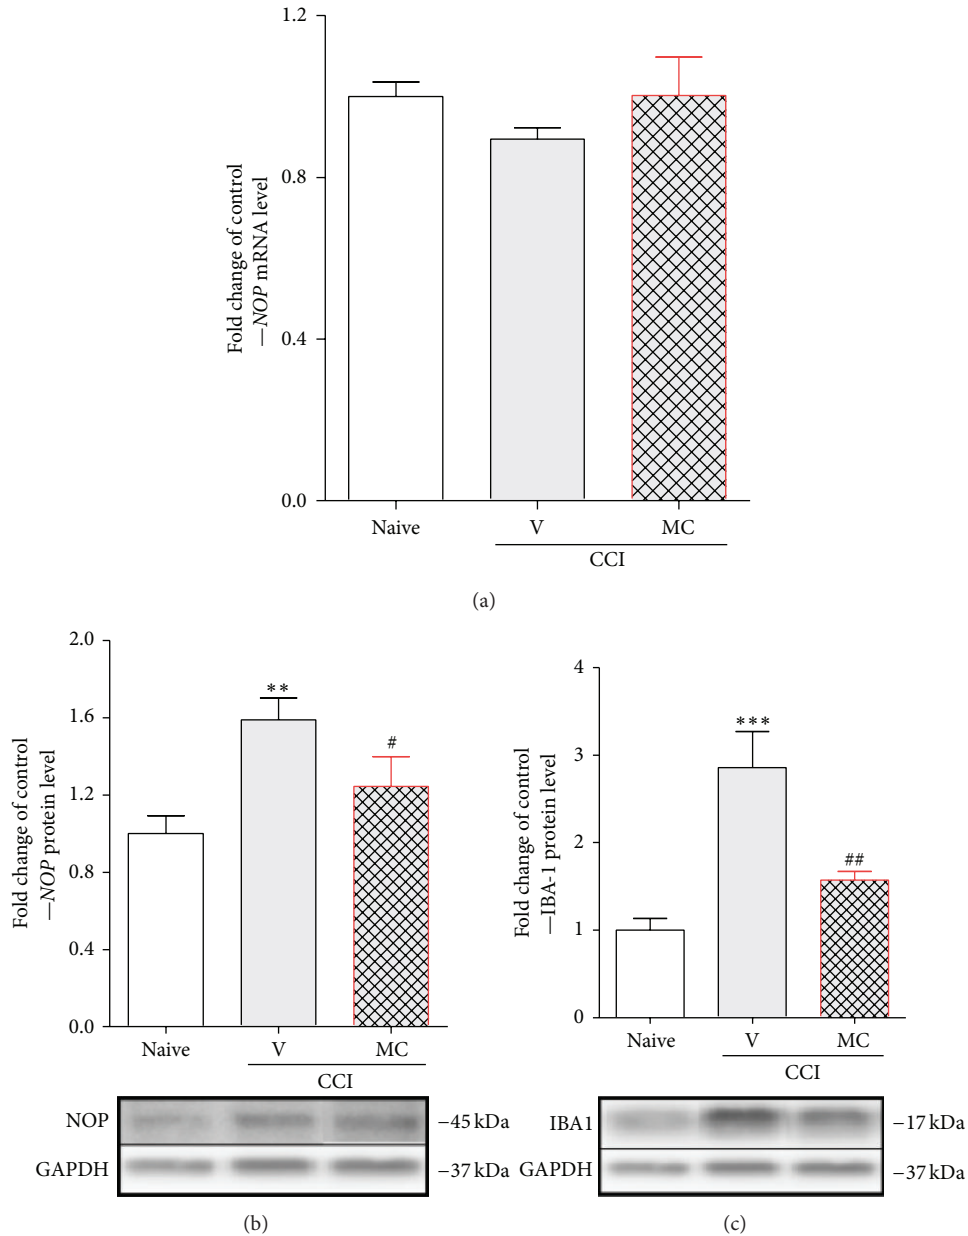 1.2
0.8
0.4
0.0
Fold change of control
—NOP mRNA level
Naive V MC
CCI
(a)
2.0
1.6
1.2
0.8
0.4
0.0
Fold change of control
—NOP protein level
**
#
Naive V MC
CCI
NOP −45 kDa
GAPDH −37 kDa
(b)
4
3
2
1
0
Fold change of control
—IBA-1 protein level
***
##
Naive V MC
CCI
IBA1 −17 kDa
GAPDH −37 kDa
(c)